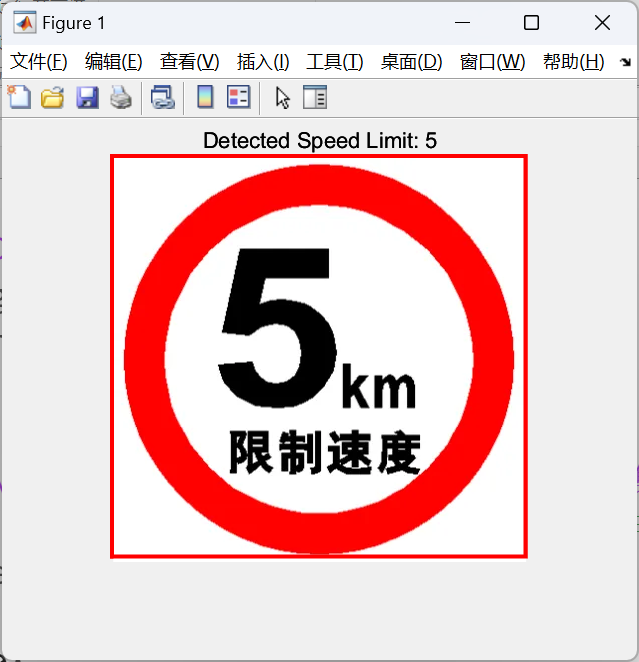 Figure 1
文件(F) 编辑(E) 查看(V) 插入(I) 工具(T) 桌面(D) 窗口(W) 帮助(H)
Detected Speed Limit: 5
5km
限制速度